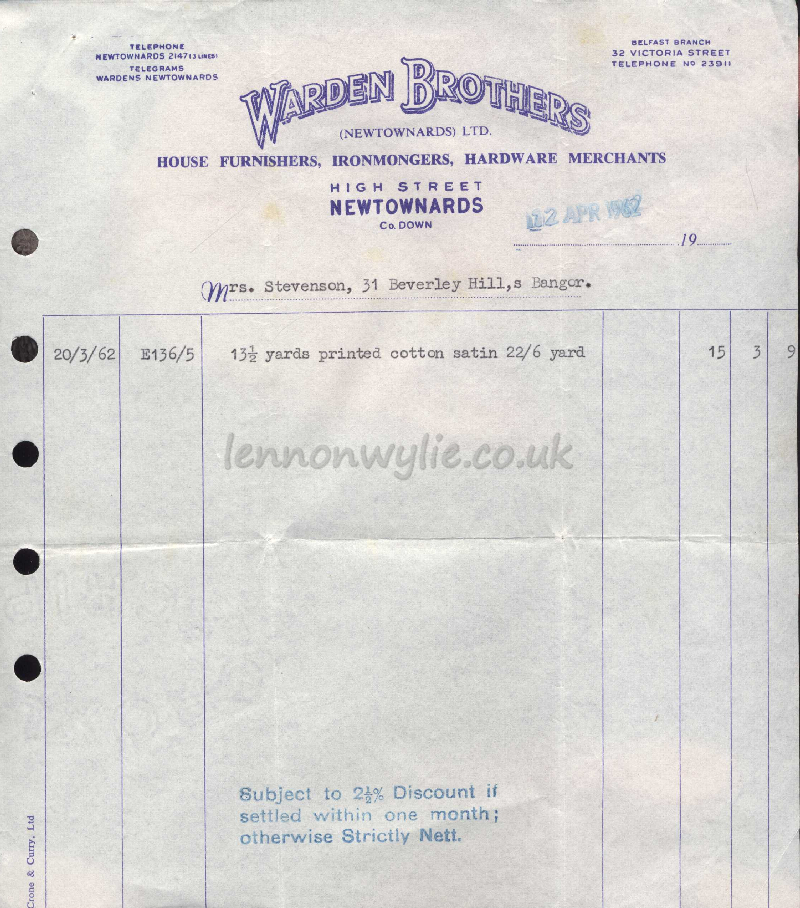 TELEPHONE
NEWTOWNARDS 2147 (3 LINES)
TELEGRAMS
WARDENS NEWTOWNARDS
BELFAST BRANCH
32 VICTORIA STREET
TELEPHONE No 23911
WARDEN BROTHERS
(NEWTOWNARDS) LTD.
HOUSE FURNISHERS, IRONMONGERS, HARDWARE MERCHANTS
HIGH STREET
NEWTOWNARDS
Co. DOWN
12 APR 1962
19
Mrs. Stevenson, 31 Beverley Hill,s Bangor.
20/3/62 E136/5 13½ yards printed cotton satin 22/6 yard 15 3 9
lennonwylie.co.uk
Subject to 2½% Discount if
settled within one month;
otherwise Strictly Nett.
Crone & Curry, Ltd